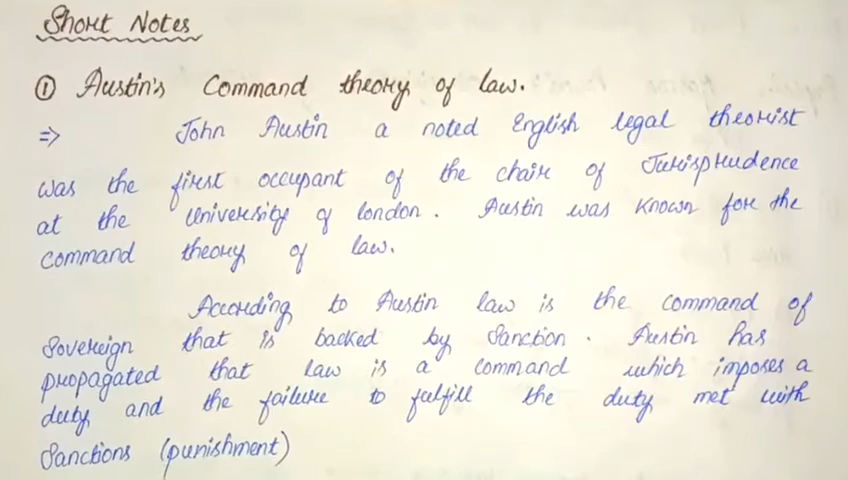 Short Notes
① Austin's Command theory of law.
⇒ John Austin a noted English legal theorist
was the first occupant of the chair of Jurisprudence
at the University of london. Austin was known for the
command theory of law.
According to Austin law is the command of
Sovereign that is backed by Sanction. Austin has
propagated that law is a command which imposes a
duty and the failure to fulfill the duty met with
Sanctions (punishment)